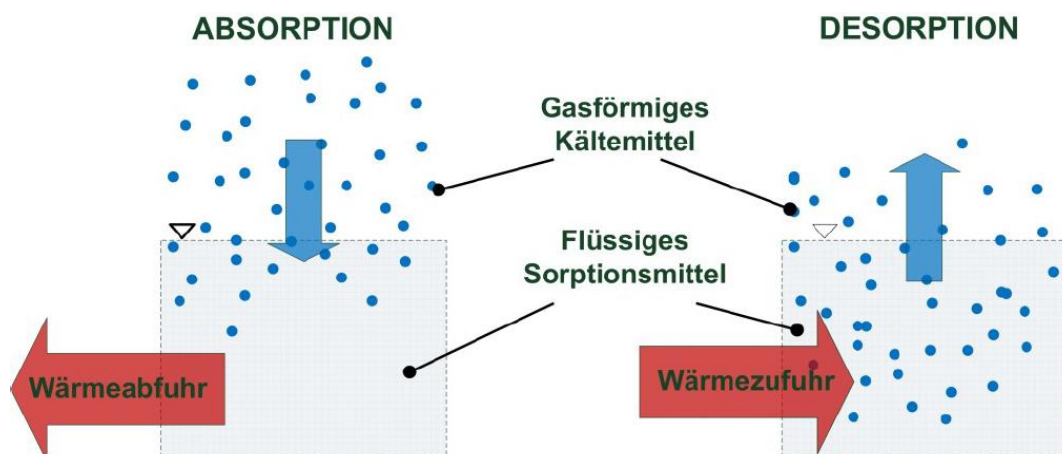 ABSORPTION
DESORPTION
Gasförmiges
Kältemittel
Flüssiges
Sorptionsmittel
Wärmeabfuhr
Wärmezufuhr